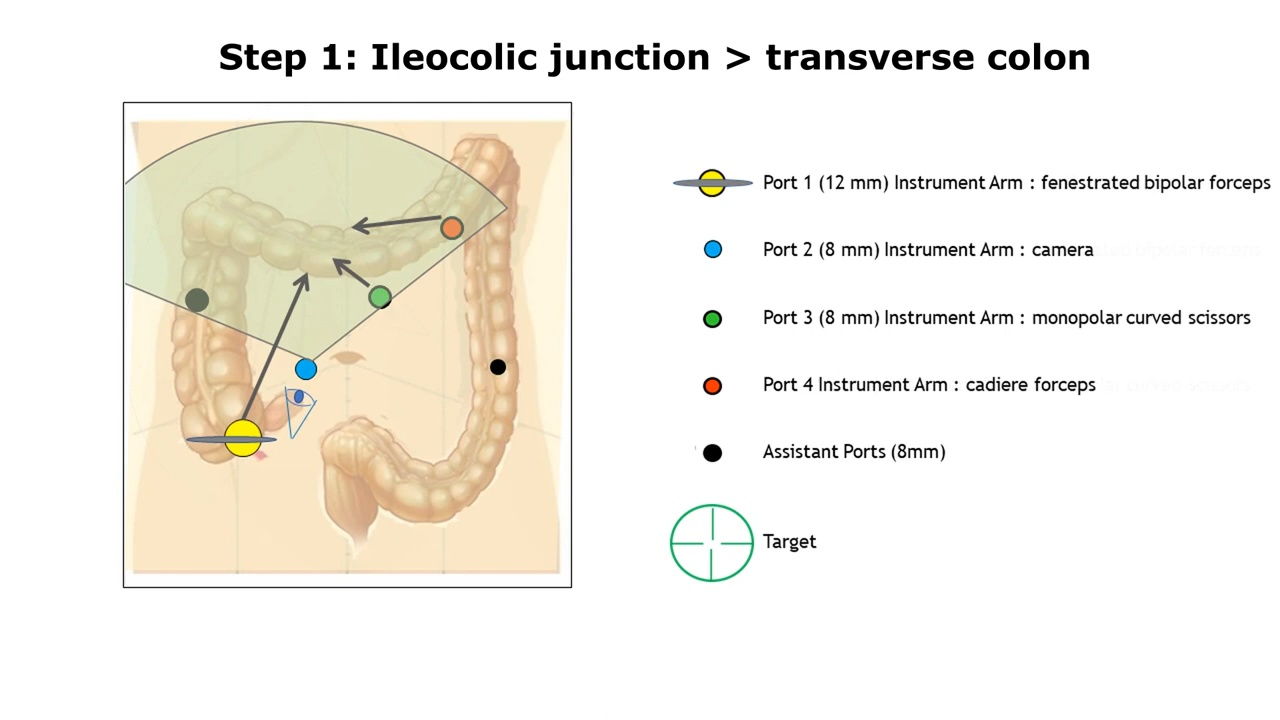 Step 1: Ileocolic junction > transverse colon
Port 1 (12 mm) Instrument Arm : fenestrated bipolar forceps
Port 2 (8 mm) Instrument Arm : camera
Port 3 (8 mm) Instrument Arm : monopolar curved scissors
Port 4 Instrument Arm : cadiere forceps
Assistant Ports (8mm)
Target